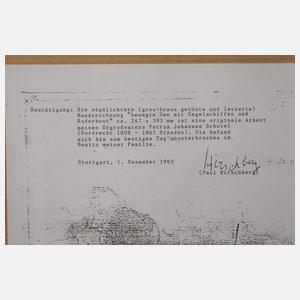 Bestätigung: Die abgelichtete (grau-braun getönte und lavierte)
Handzeichnung "bewegte See mit Segelschiffen und
Ruderboot" ca. 247 x 393 mm ist eine originale Arbeit
meines Urgroßvaters Petrus Johannes Schotel
(Dordrecht 1808 - 1865 Dresden). Die befand
sich bis zum heutigen Tag ununterbrochen im
Besitz meiner Familie.
Stuttgart, 1. Dezember 1993
Hirschberg
(Paul Hirschberg)